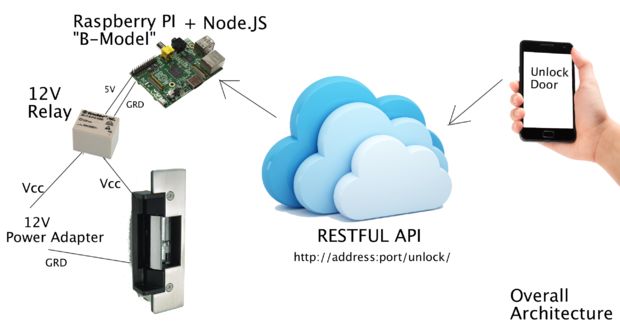 Raspberry PI + Node.JS
"B-Model"
12V
Relay
5V
GRD
Vcc
Vcc
12V
Power Adapter
GRD
Unlock
Door
RESTFUL API
http://address:port/unlock/
Overall
Architecture